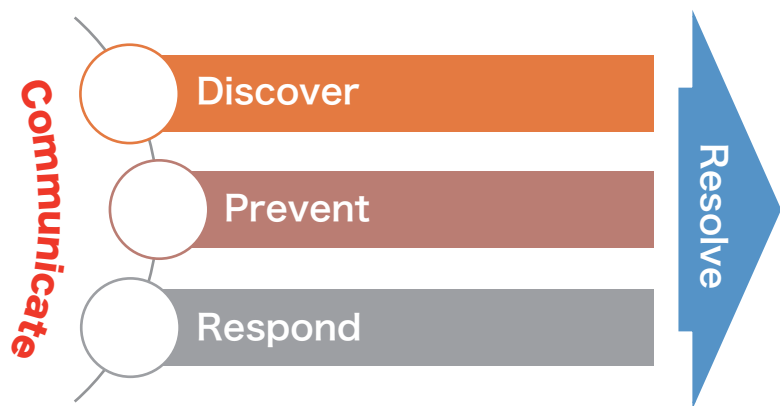 Communicate
Discover
Prevent
Respond
Resolve